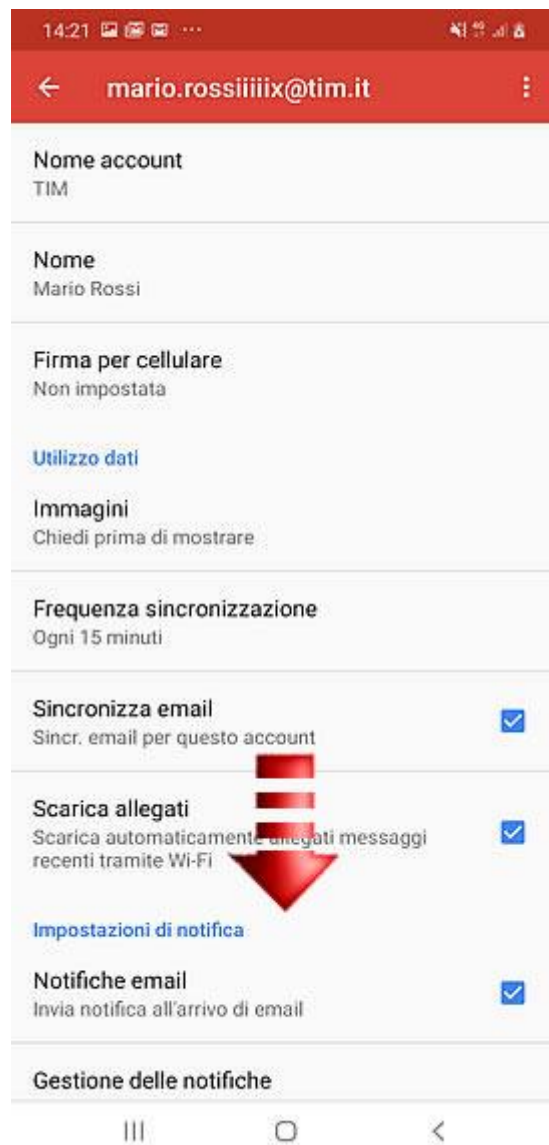 14:21
mario.rossiiiiix@tim.it
Nome account
TIM
Nome
Mario Rossi
Firma per cellulare
Non impostata
Utilizzo dati
Immagini
Chiedi prima di mostrare
Frequenza sincronizzazione
Ogni 15 minuti
Sincronizza email
Sincr. email per questo account
Scarica allegati
Scarica automaticamente allegati messaggi
recenti tramite Wi-Fi
Impostazioni di notifica
Notifiche email
Invia notifica all'arrivo di email
Gestione delle notifiche